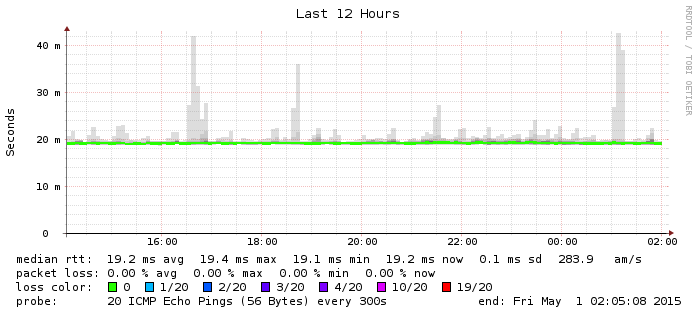 Last 12 Hours
RRDTOOL / TOBI OETIKER
Seconds
40 m
30 m
20 m
10 m
0
16:00 18:00 20:00 22:00 00:00 02:00
median rtt: 19.2 ms avg 19.4 ms max 19.1 ms min 19.2 ms now 0.1 ms sd 283.9 am/s
packet loss: 0.00 % avg 0.00 % max 0.00 % min 0.00 % now
loss color: 0 1/20 2/20 3/20 4/20 10/20 19/20
probe: 20 ICMP Echo Pings (56 Bytes) every 300s end: Fri May 1 02:05:08 2015